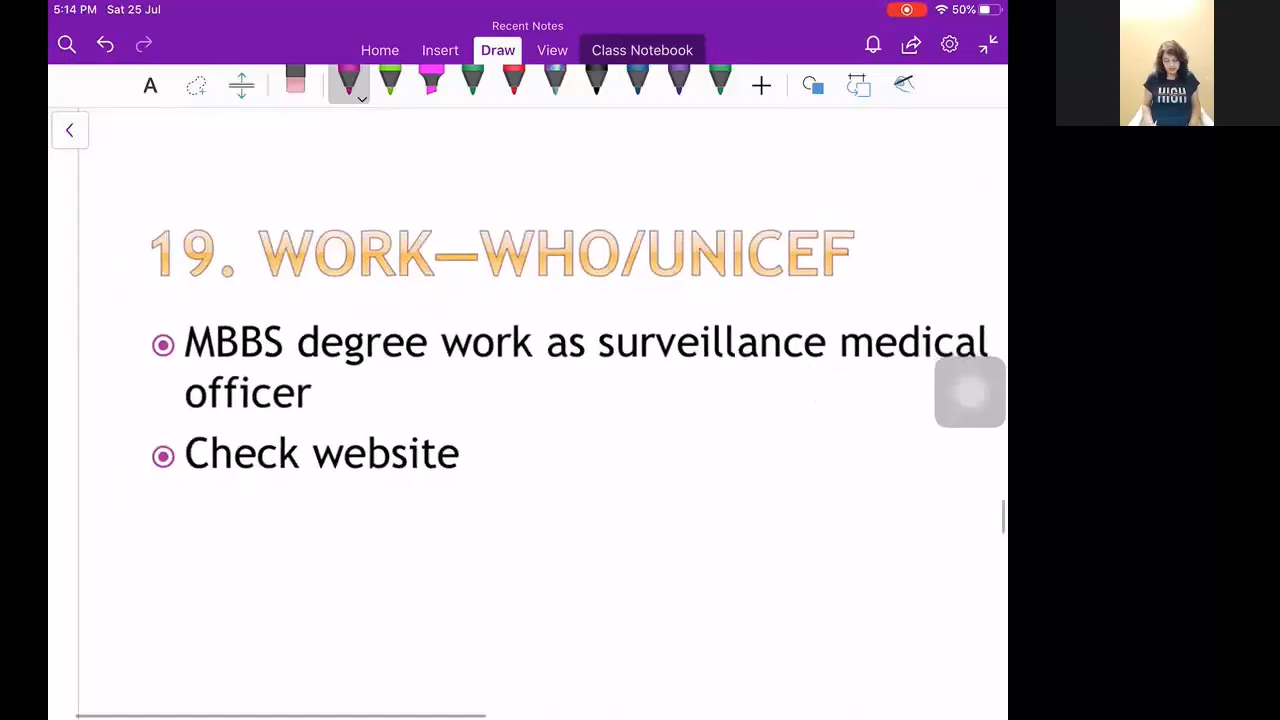 5:14 PM Sat 25 Jul
50%
Recent Notes
Home Insert Draw View Class Notebook
A
19. WORK—WHO/UNICEF
MBBS degree work as surveillance medical
officer
Check website
HIGH